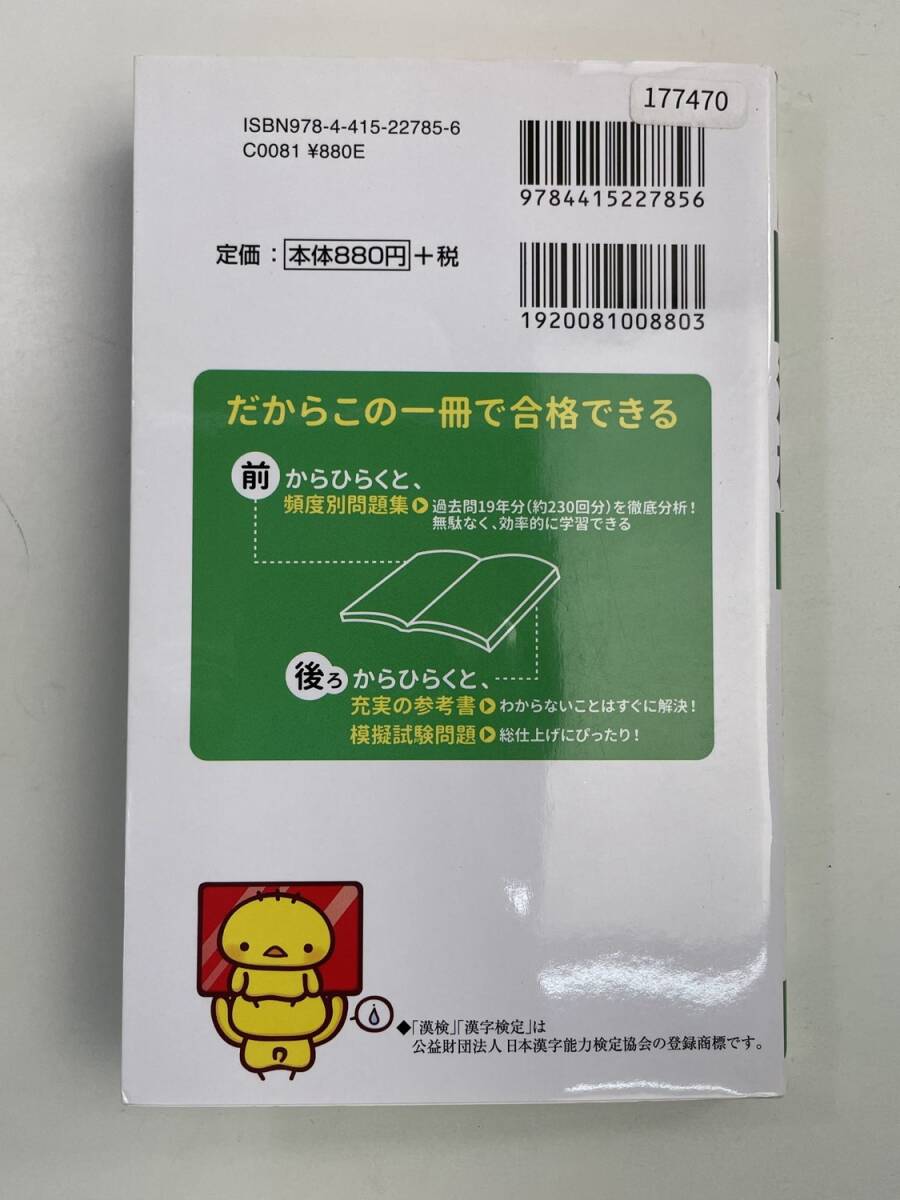 177470
ISBN978-4-415-22785-6
C0081 ¥880E
9784415227856
定価：本体880円+税
1920081008803
だからこの一冊で合格できる
前からひらくと、
頻度別問題集▶過去問19年分(約230回分)を徹底分析！
無駄なく、効率的に学習できる
後ろからひらくと、
充実の参考書▶わからないことはすぐに解決！
模擬試験問題▶総仕上げにぴったり！
◆「漢検」「漢字検定」は
公益財団法人 日本漢字能力検定協会の登録商標です。